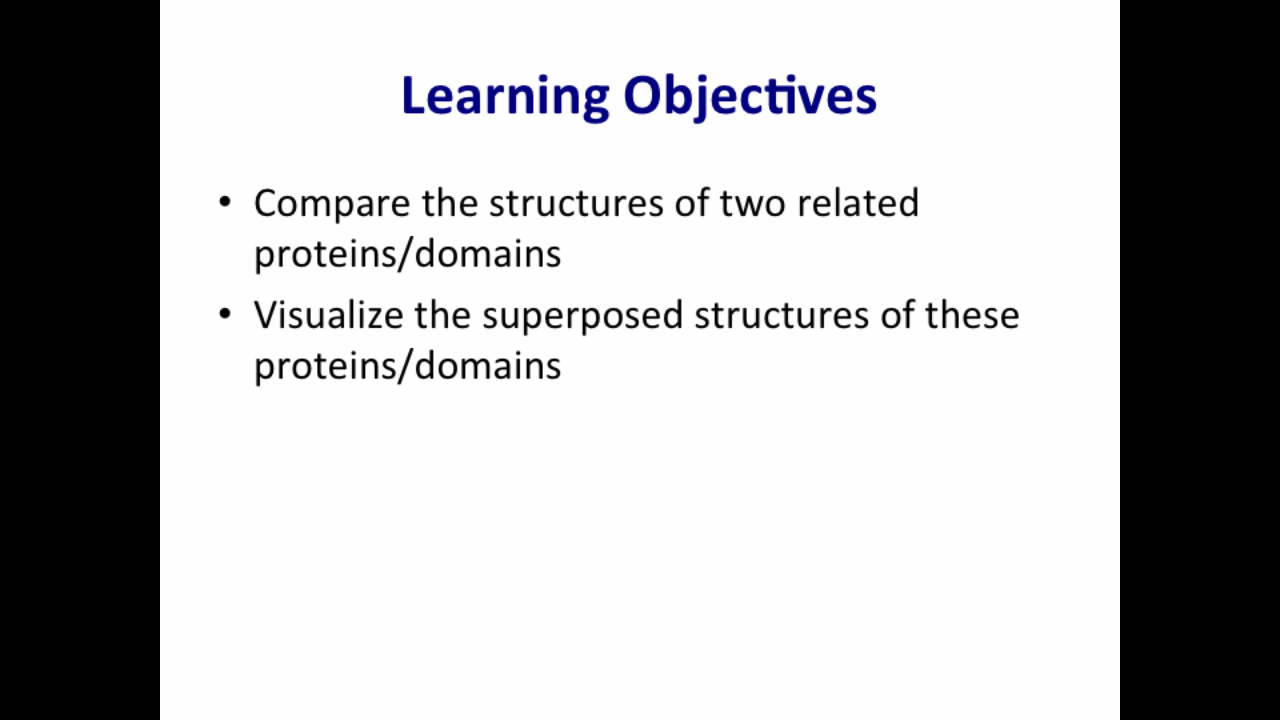 Learning Objectives
• Compare the structures of two related
proteins/domains
• Visualize the superposed structures of these
proteins/domains